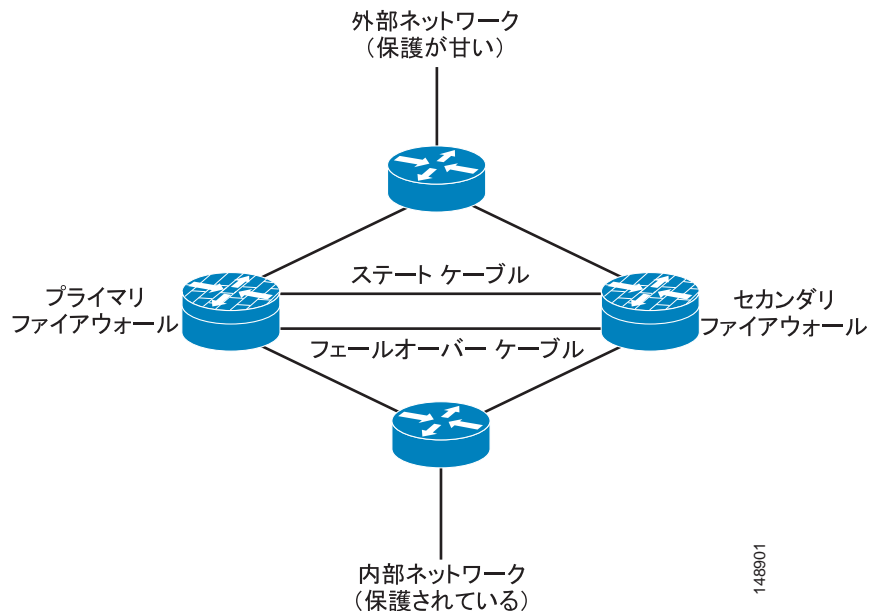 外部ネットワーク
（保護が甘い）
ステート ケーブル
プライマリ
ファイアウォール
セカンダリ
ファイアウォール
フェールオーバー ケーブル
内部ネットワーク
（保護されている）
148901